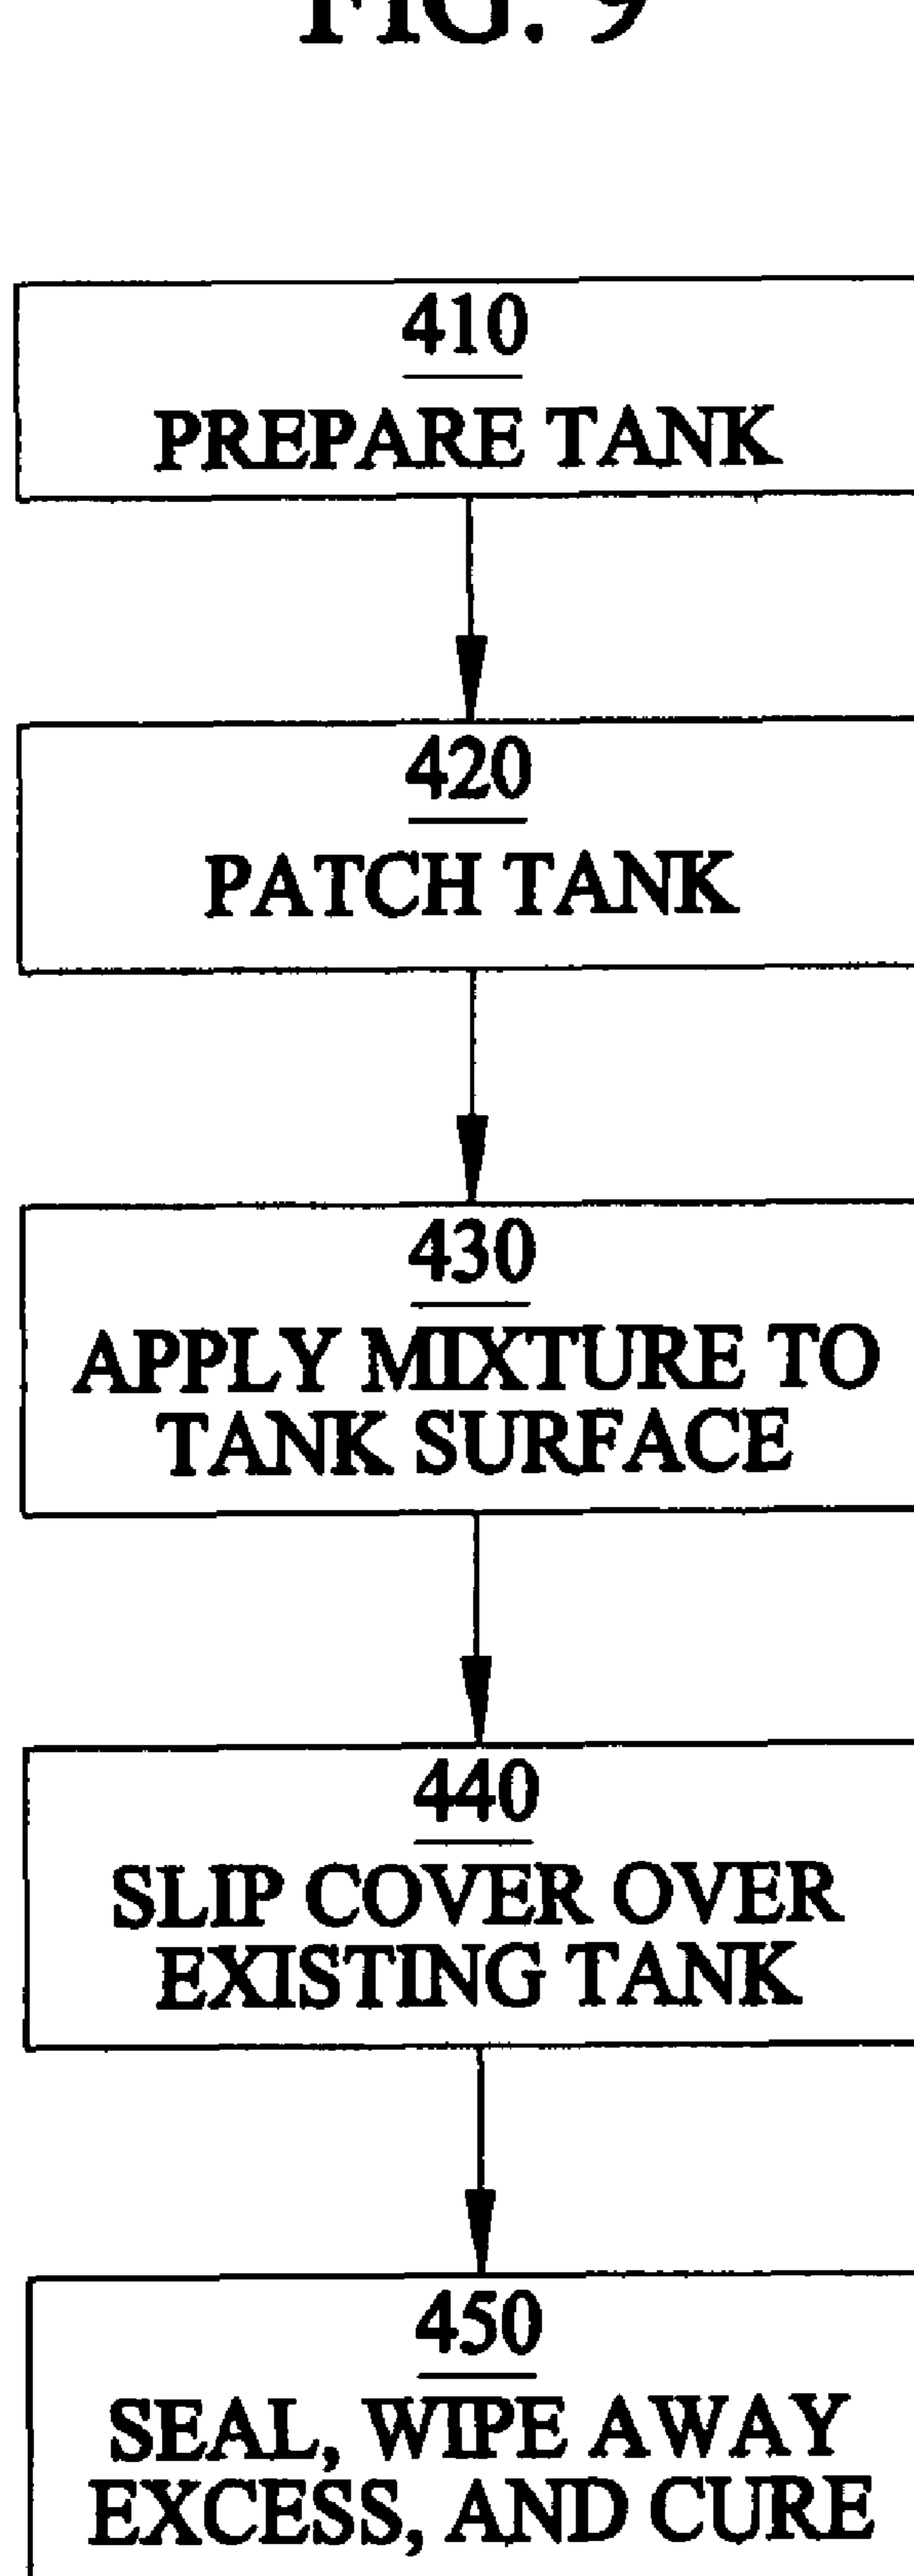 FIG. 9
410
PREPARE TANK
420
PATCH TANK
430
APPLY MIXTURE TO
TANK SURFACE
440
SLIP COVER OVER
EXISTING TANK
450
SEAL, WIPE AWAY
EXCESS, AND CURE